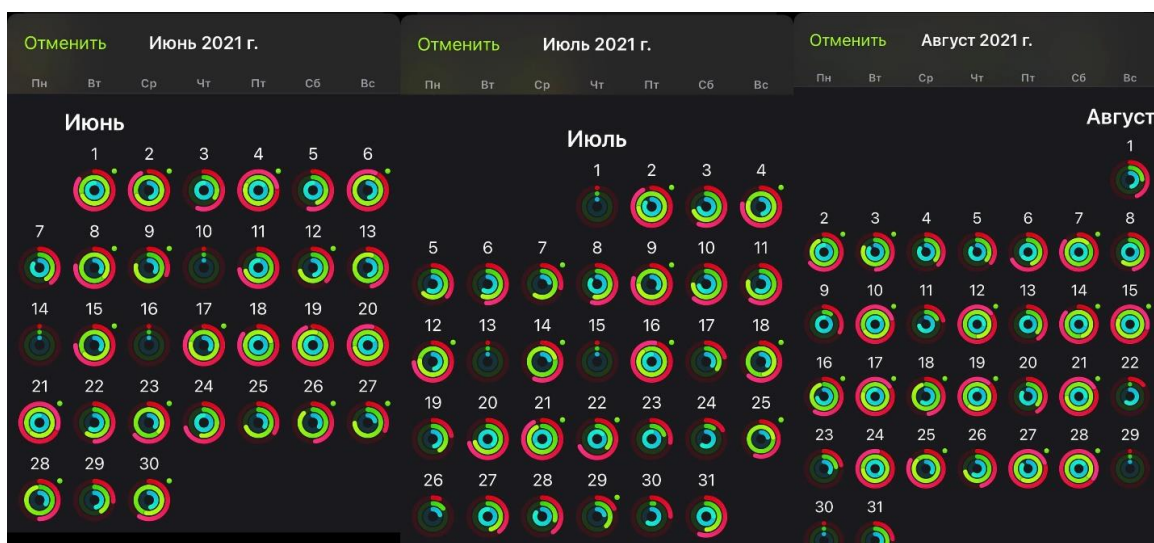 Отменить Июнь 2021 г.
Пн Вт Ср Чт Пт Сб Вс
Июнь
1 2 3 4 5 6
7 8 9 10 11 12 13
14 15 16 17 18 19 20
21 22 23 24 25 26 27
28 29 30
Отменить Июль 2021 г.
Пн Вт Ср Чт Пт Сб Вс
Июль
1 2 3 4
5 6 7 8 9 10 11
12 13 14 15 16 17 18
19 20 21 22 23 24 25
26 27 28 29 30 31
Отменить Август 2021 г.
Пн Вт Ср Чт Пт Сб Вс
Август
1
2 3 4 5 6 7 8
9 10 11 12 13 14 15
16 17 18 19 20 21 22
23 24 25 26 27 28 29
30 31